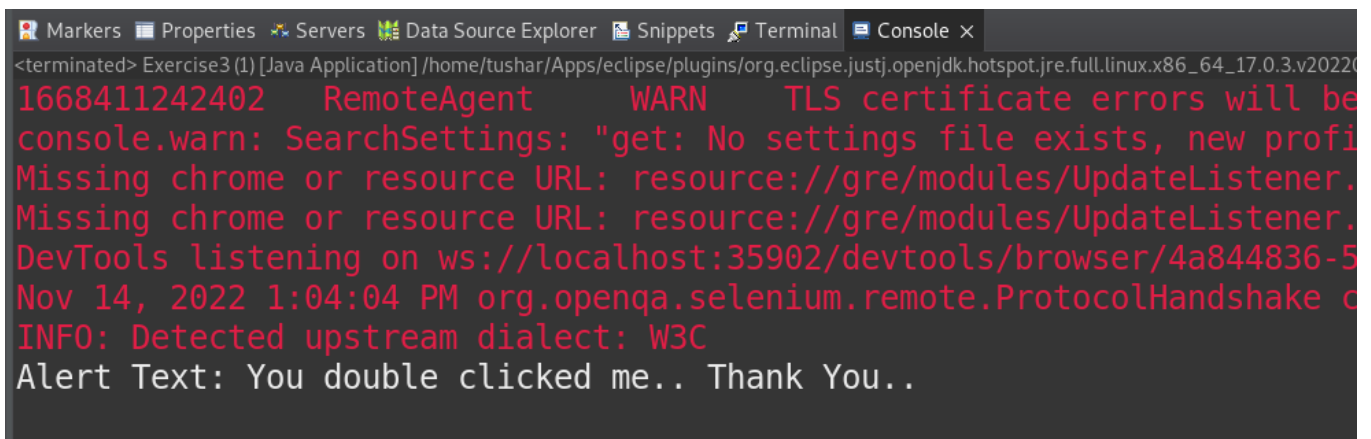 Markers Properties Servers Data Source Explorer Snippets Terminal Console ×
<terminated> Exercise3 (1) [Java Application] /home/tushar/Apps/eclipse/plugins/org.eclipse.justj.openjdk.hotspot.jre.full.linux.x86_64_17.0.3.v2022
1668411242402 RemoteAgent WARN TLS certificate errors will be
console.warn: SearchSettings: "get: No settings file exists, new profi
Missing chrome or resource URL: resource://gre/modules/UpdateListener.
Missing chrome or resource URL: resource://gre/modules/UpdateListener.
DevTools listening on ws://localhost:35902/devtools/browser/4a844836-5
Nov 14, 2022 1:04:04 PM org.openqa.selenium.remote.ProtocolHandshake c
INFO: Detected upstream dialect: W3C
Alert Text: You double clicked me.. Thank You..